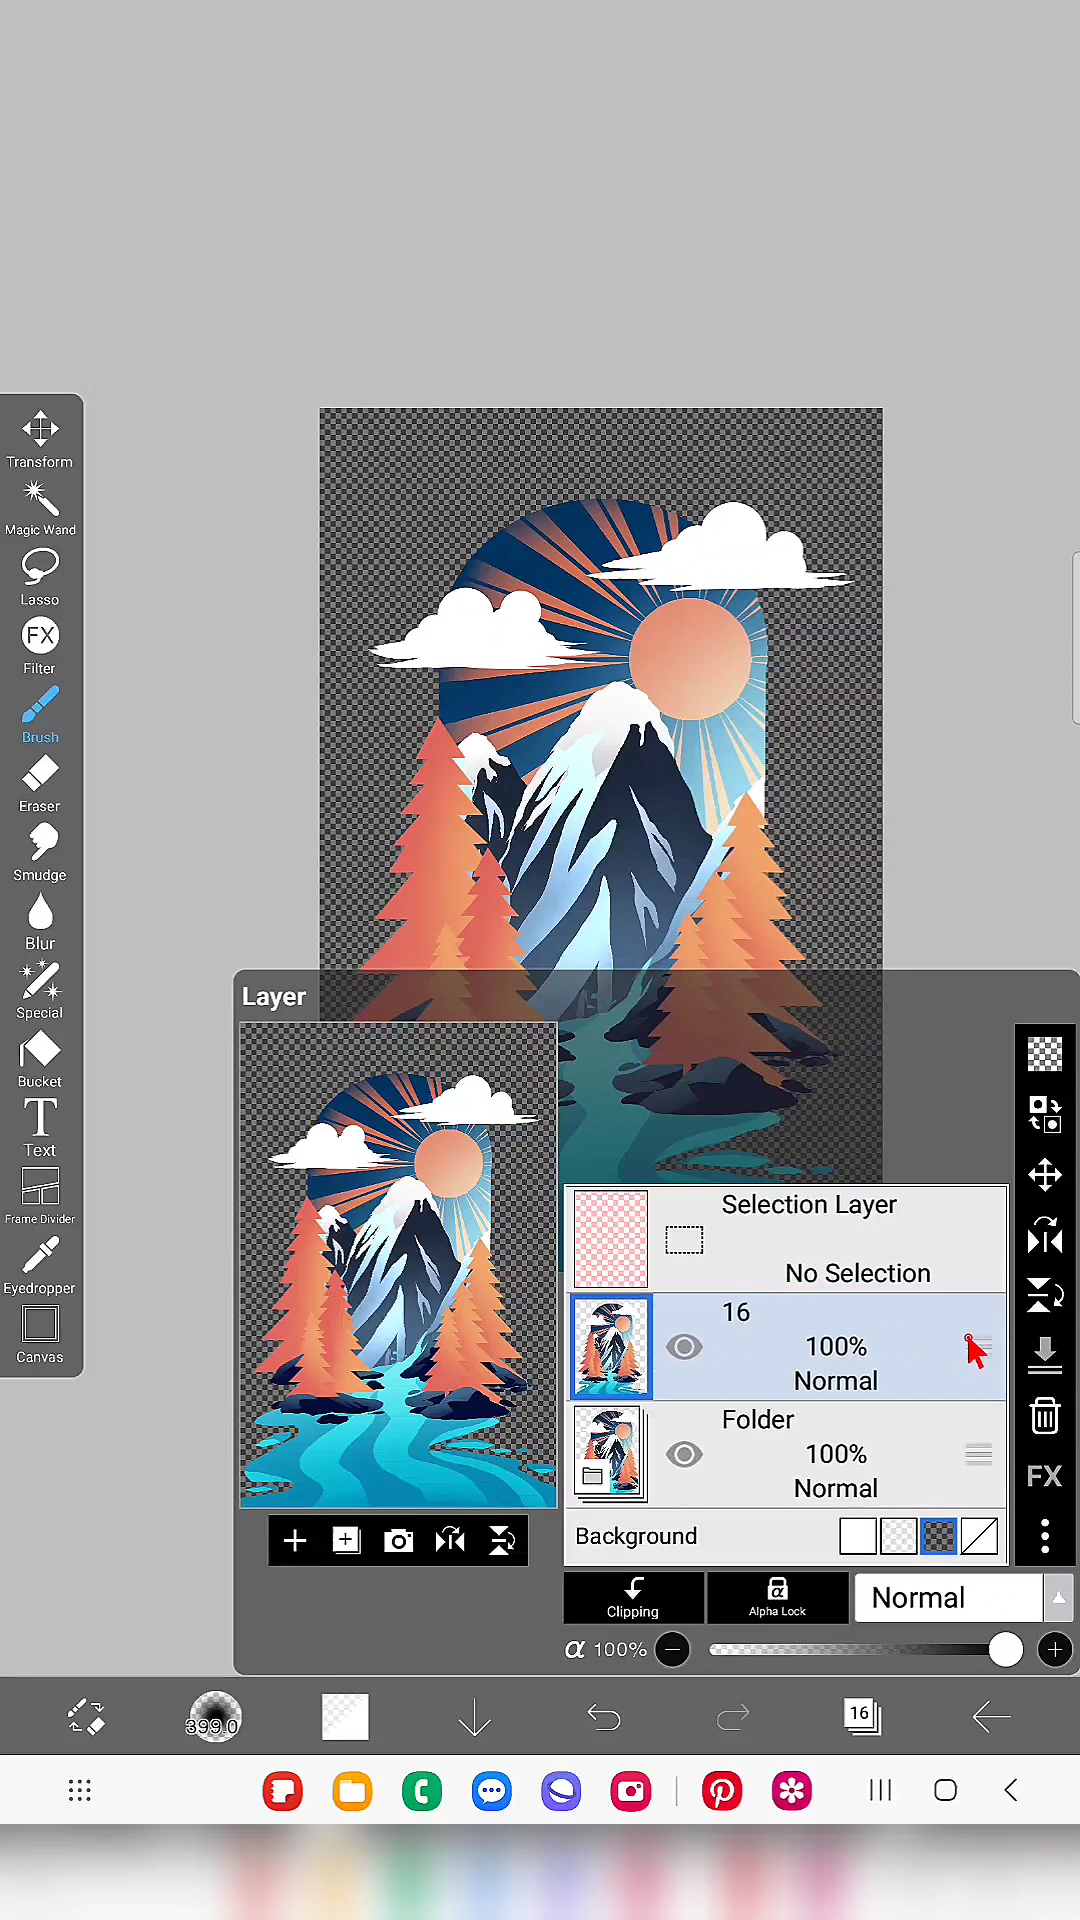 Transform
Magic Wand
Lasso
FX
Filter
Brush
Eraser
Smudge
Blur
Special
Bucket
T
Text
Frame Divider
Eyedropper
Canvas
Layer
Selection Layer
No Selection
16
100%
Normal
Folder
100%
Normal
Background
FX
Clipping
α
Alpha Lock
Normal
α 100%
399.0
16